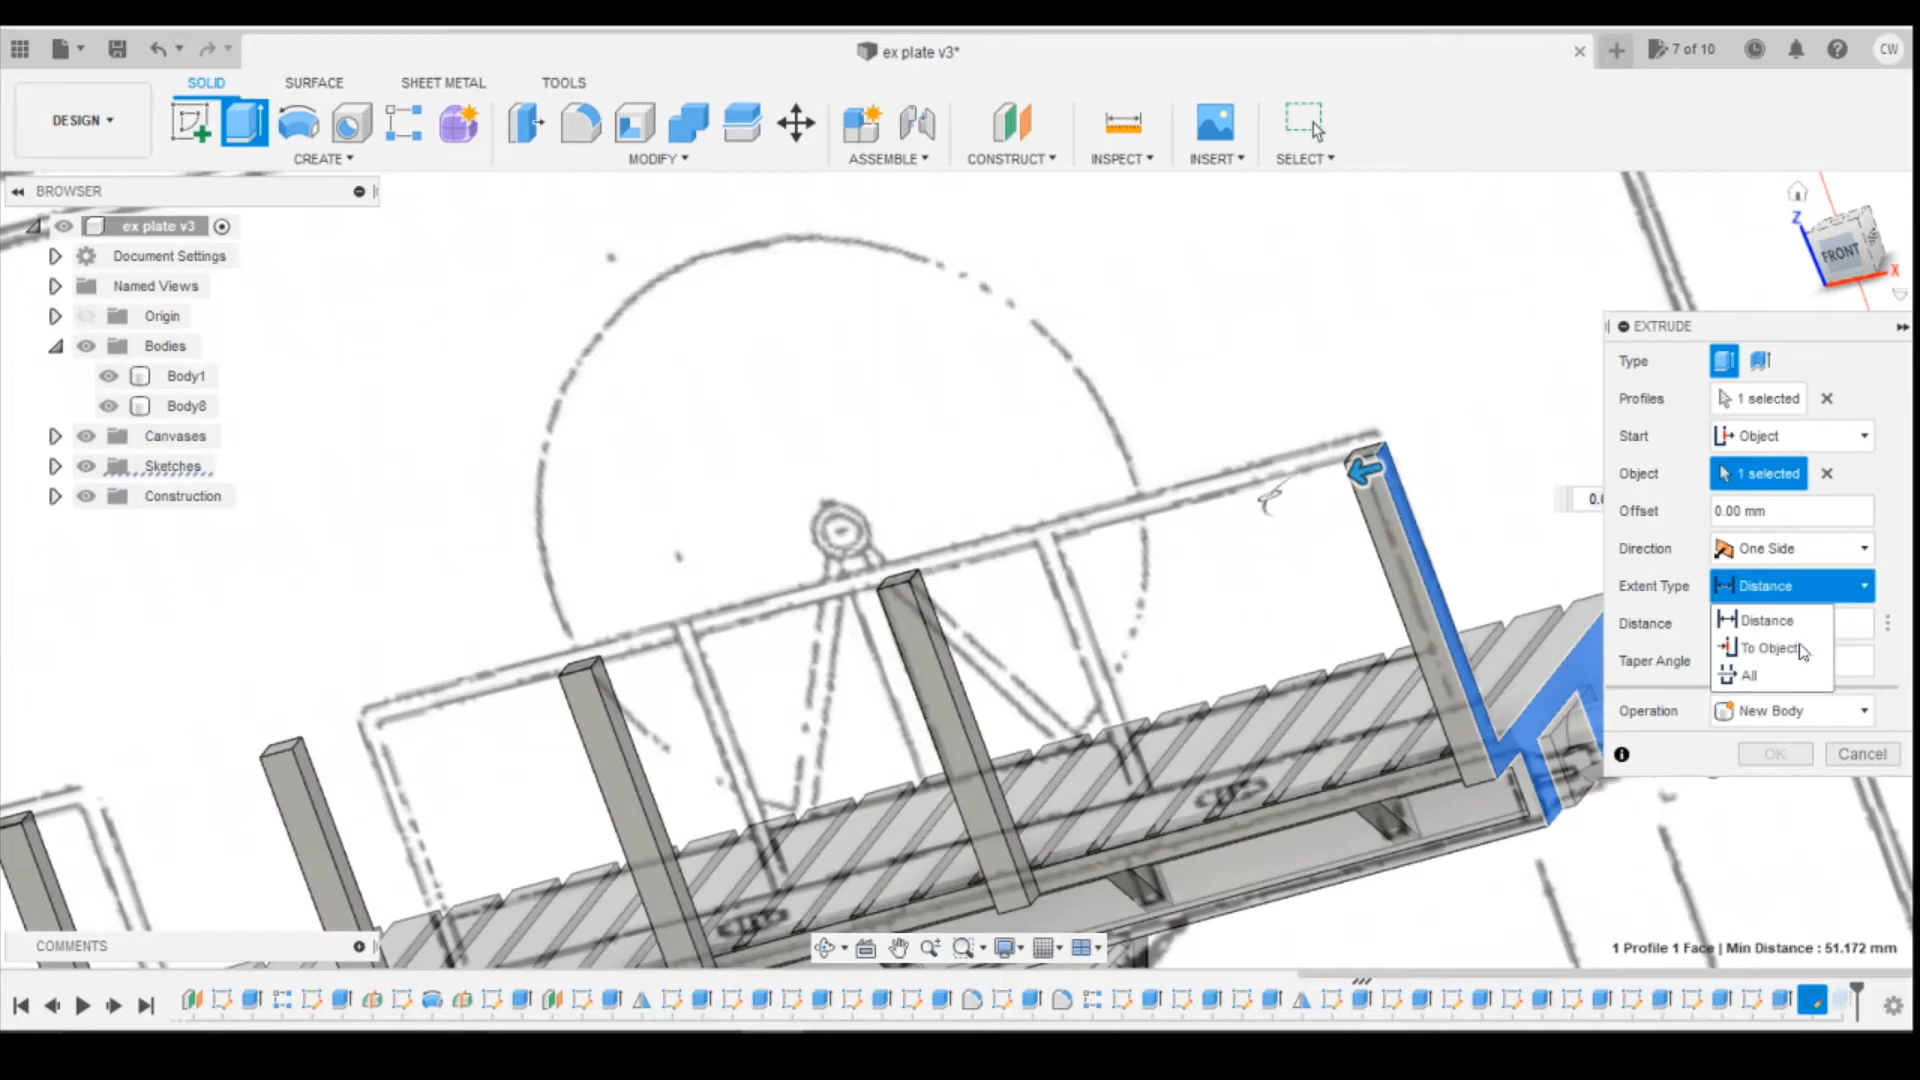 ex plate v3*
7 of 10
CW
DESIGN
SOLID
SURFACE
SHEET METAL
TOOLS
CREATE
MODIFY
ASSEMBLE
CONSTRUCT
INSPECT
INSERT
SELECT
BROWSER
ex plate v3
Document Settings
Named Views
Origin
Bodies
Body1
Body8
Canvases
Sketches
Construction
Z
FRONT
X
EXTRUDE
Type
Profiles 1 selected
Start Object
Object 1 selected
Offset 0.00 mm
Direction One Side
Extent Type Distance
Distance
To Object
All
Distance
Taper Angle
Operation New Body
OK Cancel
COMMENTS
1 Profile 1 Face | Min Distance : 51.172 mm